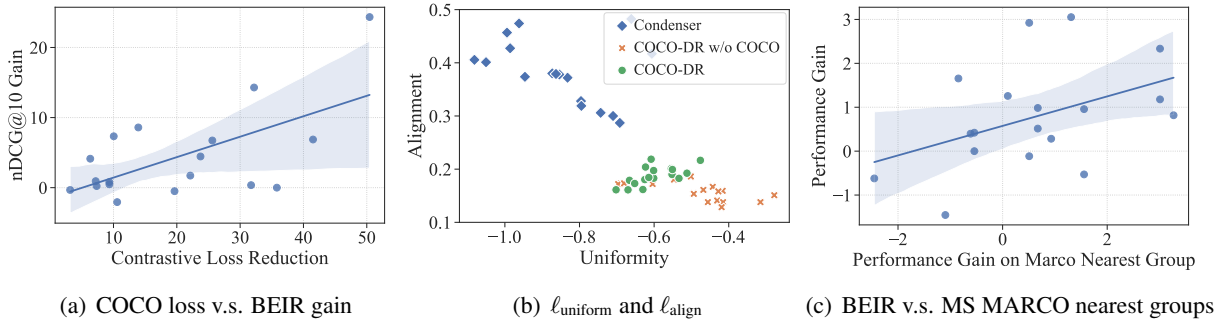 nDCG@10 Gain
20
10
0
10 20 30 40 50
Contrastive Loss Reduction
(a) COCO loss v.s. BEIR gain
Alignment
0.5
0.4
0.3
0.2
0.1
Condenser
COCO-DR w/o COCO
COCO-DR
−1.0 −0.8 −0.6 −0.4
Uniformity
(b) ℓuniform and ℓalign
Performance Gain
3
2
1
0
−1
−2 0 2
Performance Gain on Marco Nearest Group
(c) BEIR v.s. MS MARCO nearest groups